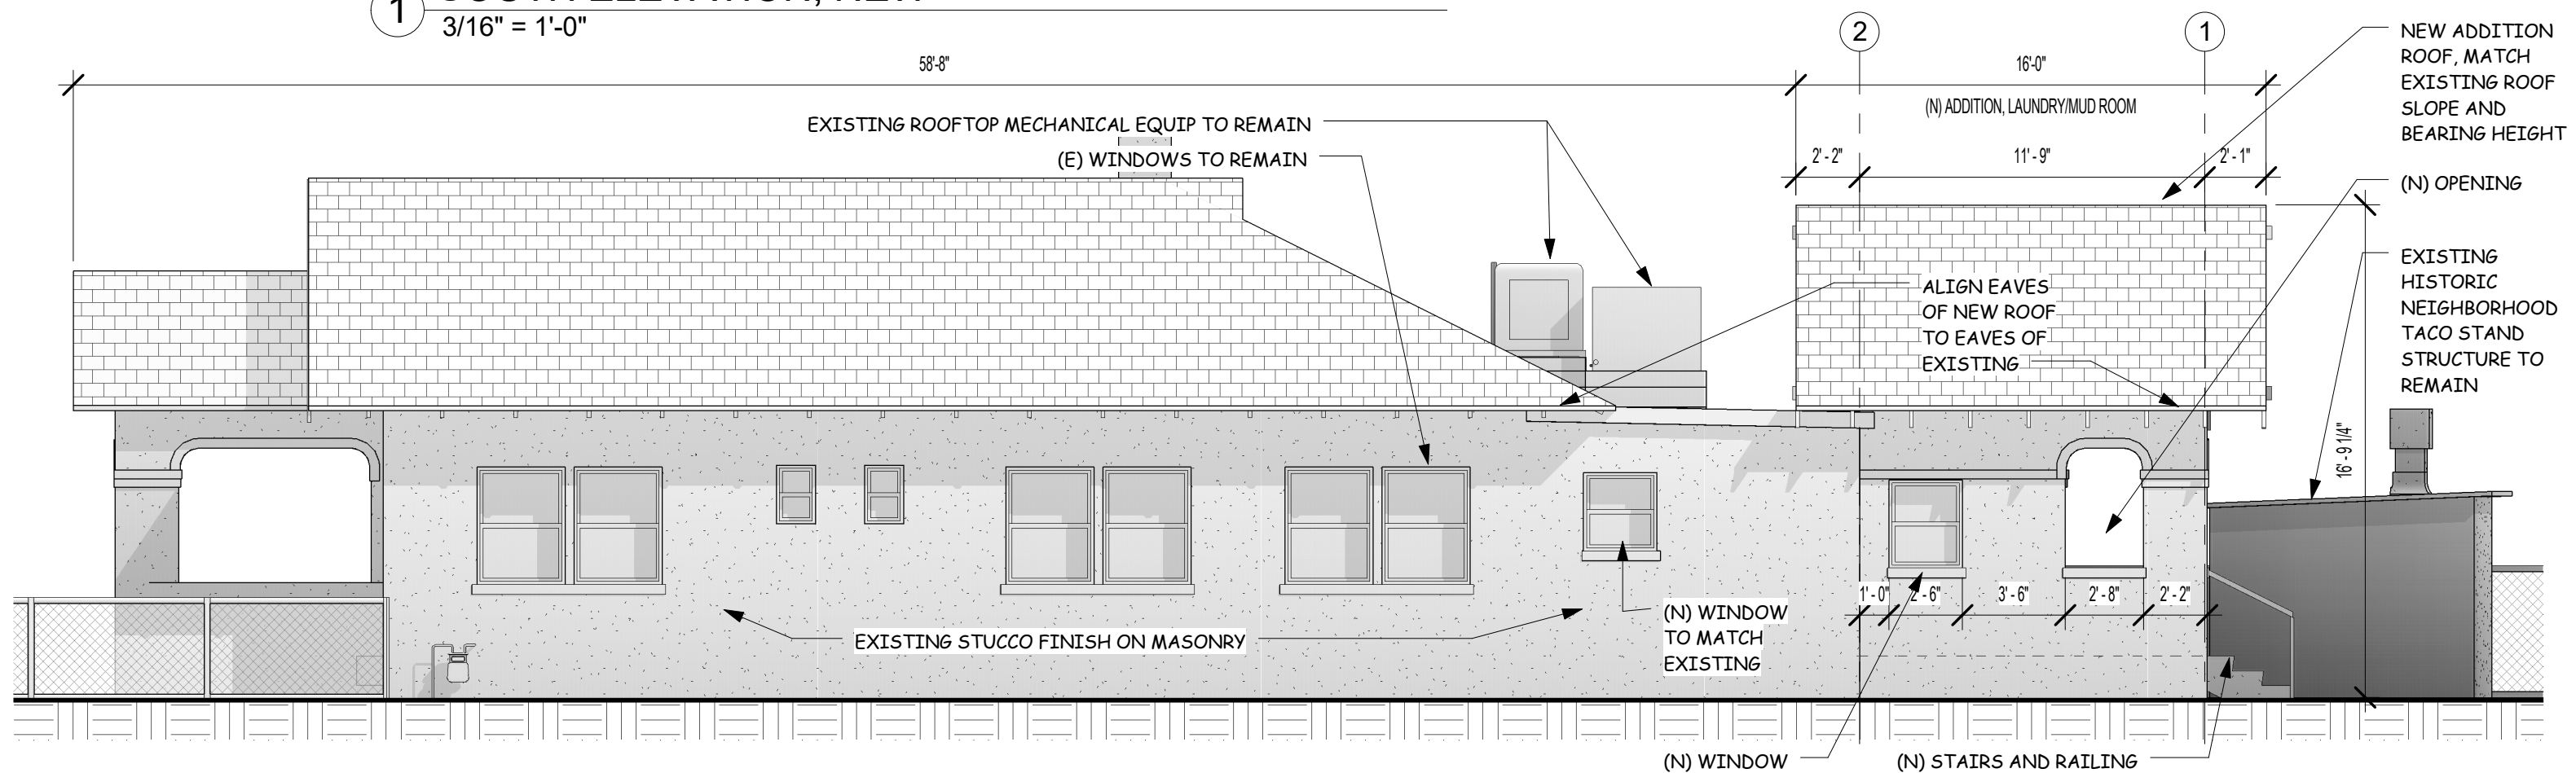 1
3/16" = 1'-0"
2
1
58'-8"
16'-0"
(N) ADDITION, LAUNDRY/MUD ROOM
2' - 2"
11' - 9"
2' - 1"
NEW ADDITION
ROOF, MATCH
EXISTING ROOF
SLOPE AND
BEARING HEIGHT
EXISTING ROOFTOP MECHANICAL EQUIP TO REMAIN
(E) WINDOWS TO REMAIN
(N) OPENING
EXISTING
HISTORIC
NEIGHBORHOOD
TACO STAND
STRUCTURE TO
REMAIN
ALIGN EAVES
OF NEW ROOF
TO EAVES OF
EXISTING
16' - 9 1/4"
1' - 0"
2' - 6"
3' - 6"
2' - 8"
2' - 2"
EXISTING STUCCO FINISH ON MASONRY
(N) WINDOW
TO MATCH
EXISTING
(N) WINDOW
(N) STAIRS AND RAILING